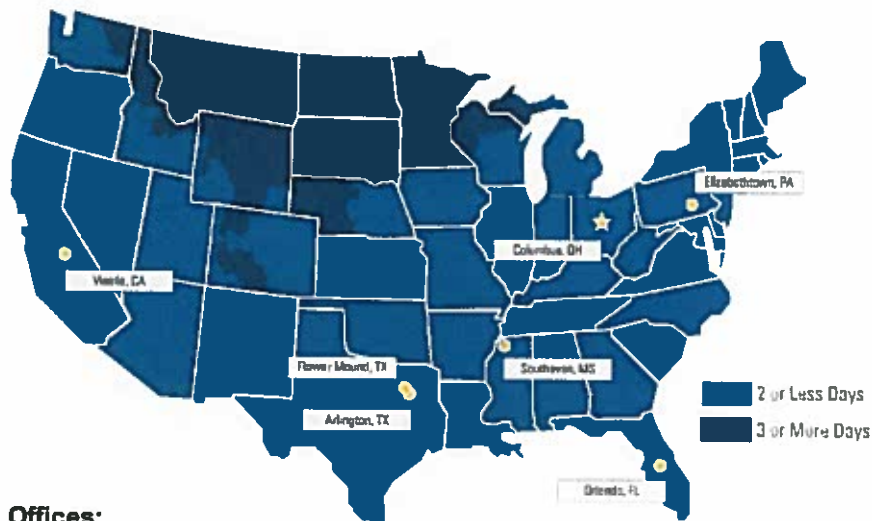 Elizabethtown, PA
Columbus, OH
Visalia, CA
Flower Mound, TX
Southaven, MS
Arlington, TX
2 or Less Days
3 or More Days
Orlando, FL
Offices: